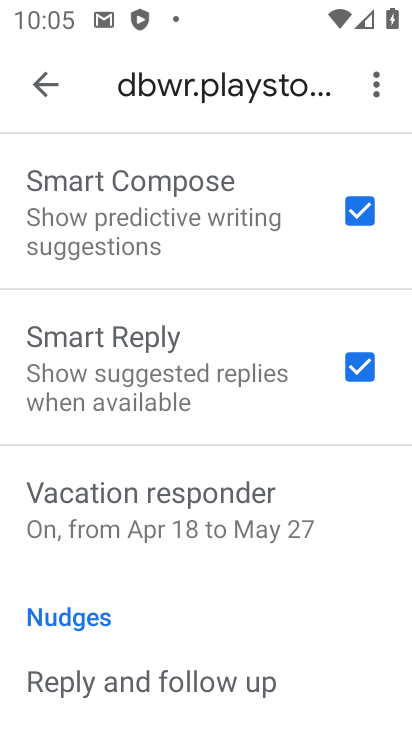 10:05
dbwr.playsto...
Smart Compose
Show predictive writing
suggestions
Smart Reply
Show suggested replies
when available
Vacation responder
On, from Apr 18 to May 27
Nudges
Reply and follow up